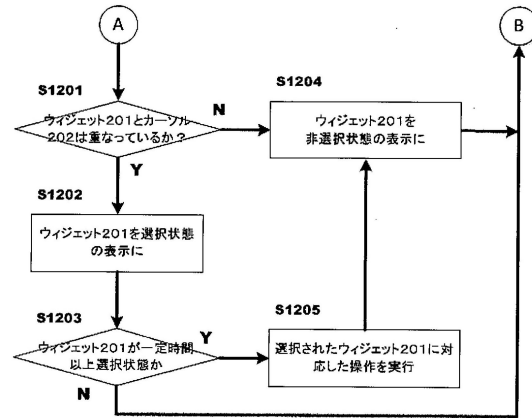 A
B
S1201
ウィジェット201とカーソル
202は重なっているか？
N
Y
S1204
ウィジェット201を
非選択状態の表示に
S1202
ウィジェット201を選択状態
の表示に
S1203
ウィジェット201が一定時間
以上選択状態か
Y
N
S1205
選択されたウィジェット201に対
応した操作を実行